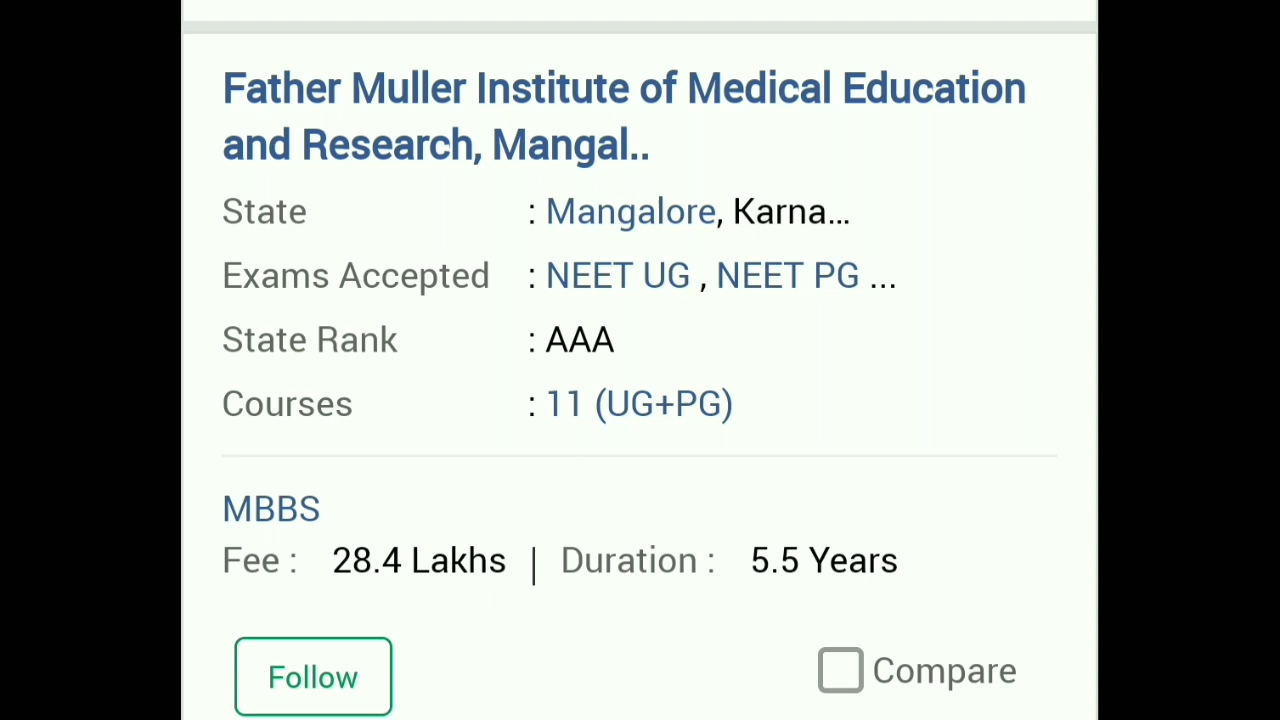 Father Muller Institute of Medical Education
and Research, Mangal..
State : Mangalore, Karna...
Exams Accepted : NEET UG , NEET PG ...
State Rank : AAA
Courses : 11 (UG+PG)
MBBS
Fee : 28.4 Lakhs | Duration : 5.5 Years
Follow Compare